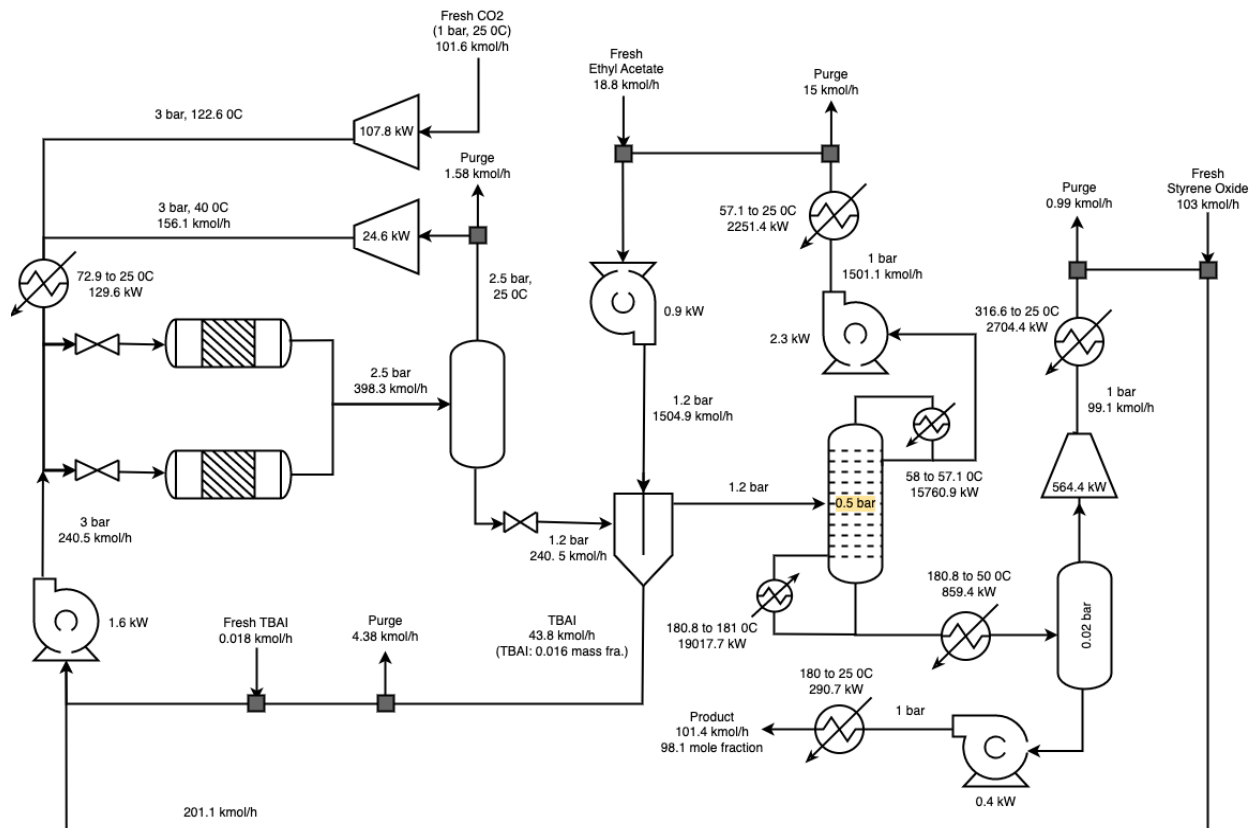 Fresh CO2
(1 bar, 25 0C)
101.6 kmol/h
3 bar, 122.6 0C
107.8 kW
Purge
1.58 kmol/h
3 bar, 40 0C
156.1 kmol/h
24.6 kW
72.9 to 25 0C
129.6 kW
2.5 bar,
25 0C
2.5 bar
398.3 kmol/h
3 bar
240.5 kmol/h
1.6 kW
Fresh TBAI
0.018 kmol/h
Purge
4.38 kmol/h
TBAI
43.8 kmol/h
(TBAI: 0.016 mass fra.)
201.1 kmol/h
1.2 bar
240. 5 kmol/h
Fresh
Ethyl Acetate
18.8 kmol/h
Purge
15 kmol/h
57.1 to 25 0C
2251.4 kW
1 bar
1501.1 kmol/h
0.9 kW
2.3 kW
1.2 bar
1504.9 kmol/h
1.2 bar
0.5 bar
58 to 57.1 0C
15760.9 kW
180.8 to 181 0C
19017.7 kW
180.8 to 50 0C
859.4 kW
0.02 bar
564.4 kW
1 bar
99.1 kmol/h
316.6 to 25 0C
2704.4 kW
Purge
0.99 kmol/h
Fresh
Styrene Oxide
103 kmol/h
180 to 25 0C
290.7 kW
1 bar
Product
101.4 kmol/h
98.1 mole fraction
0.4 kW